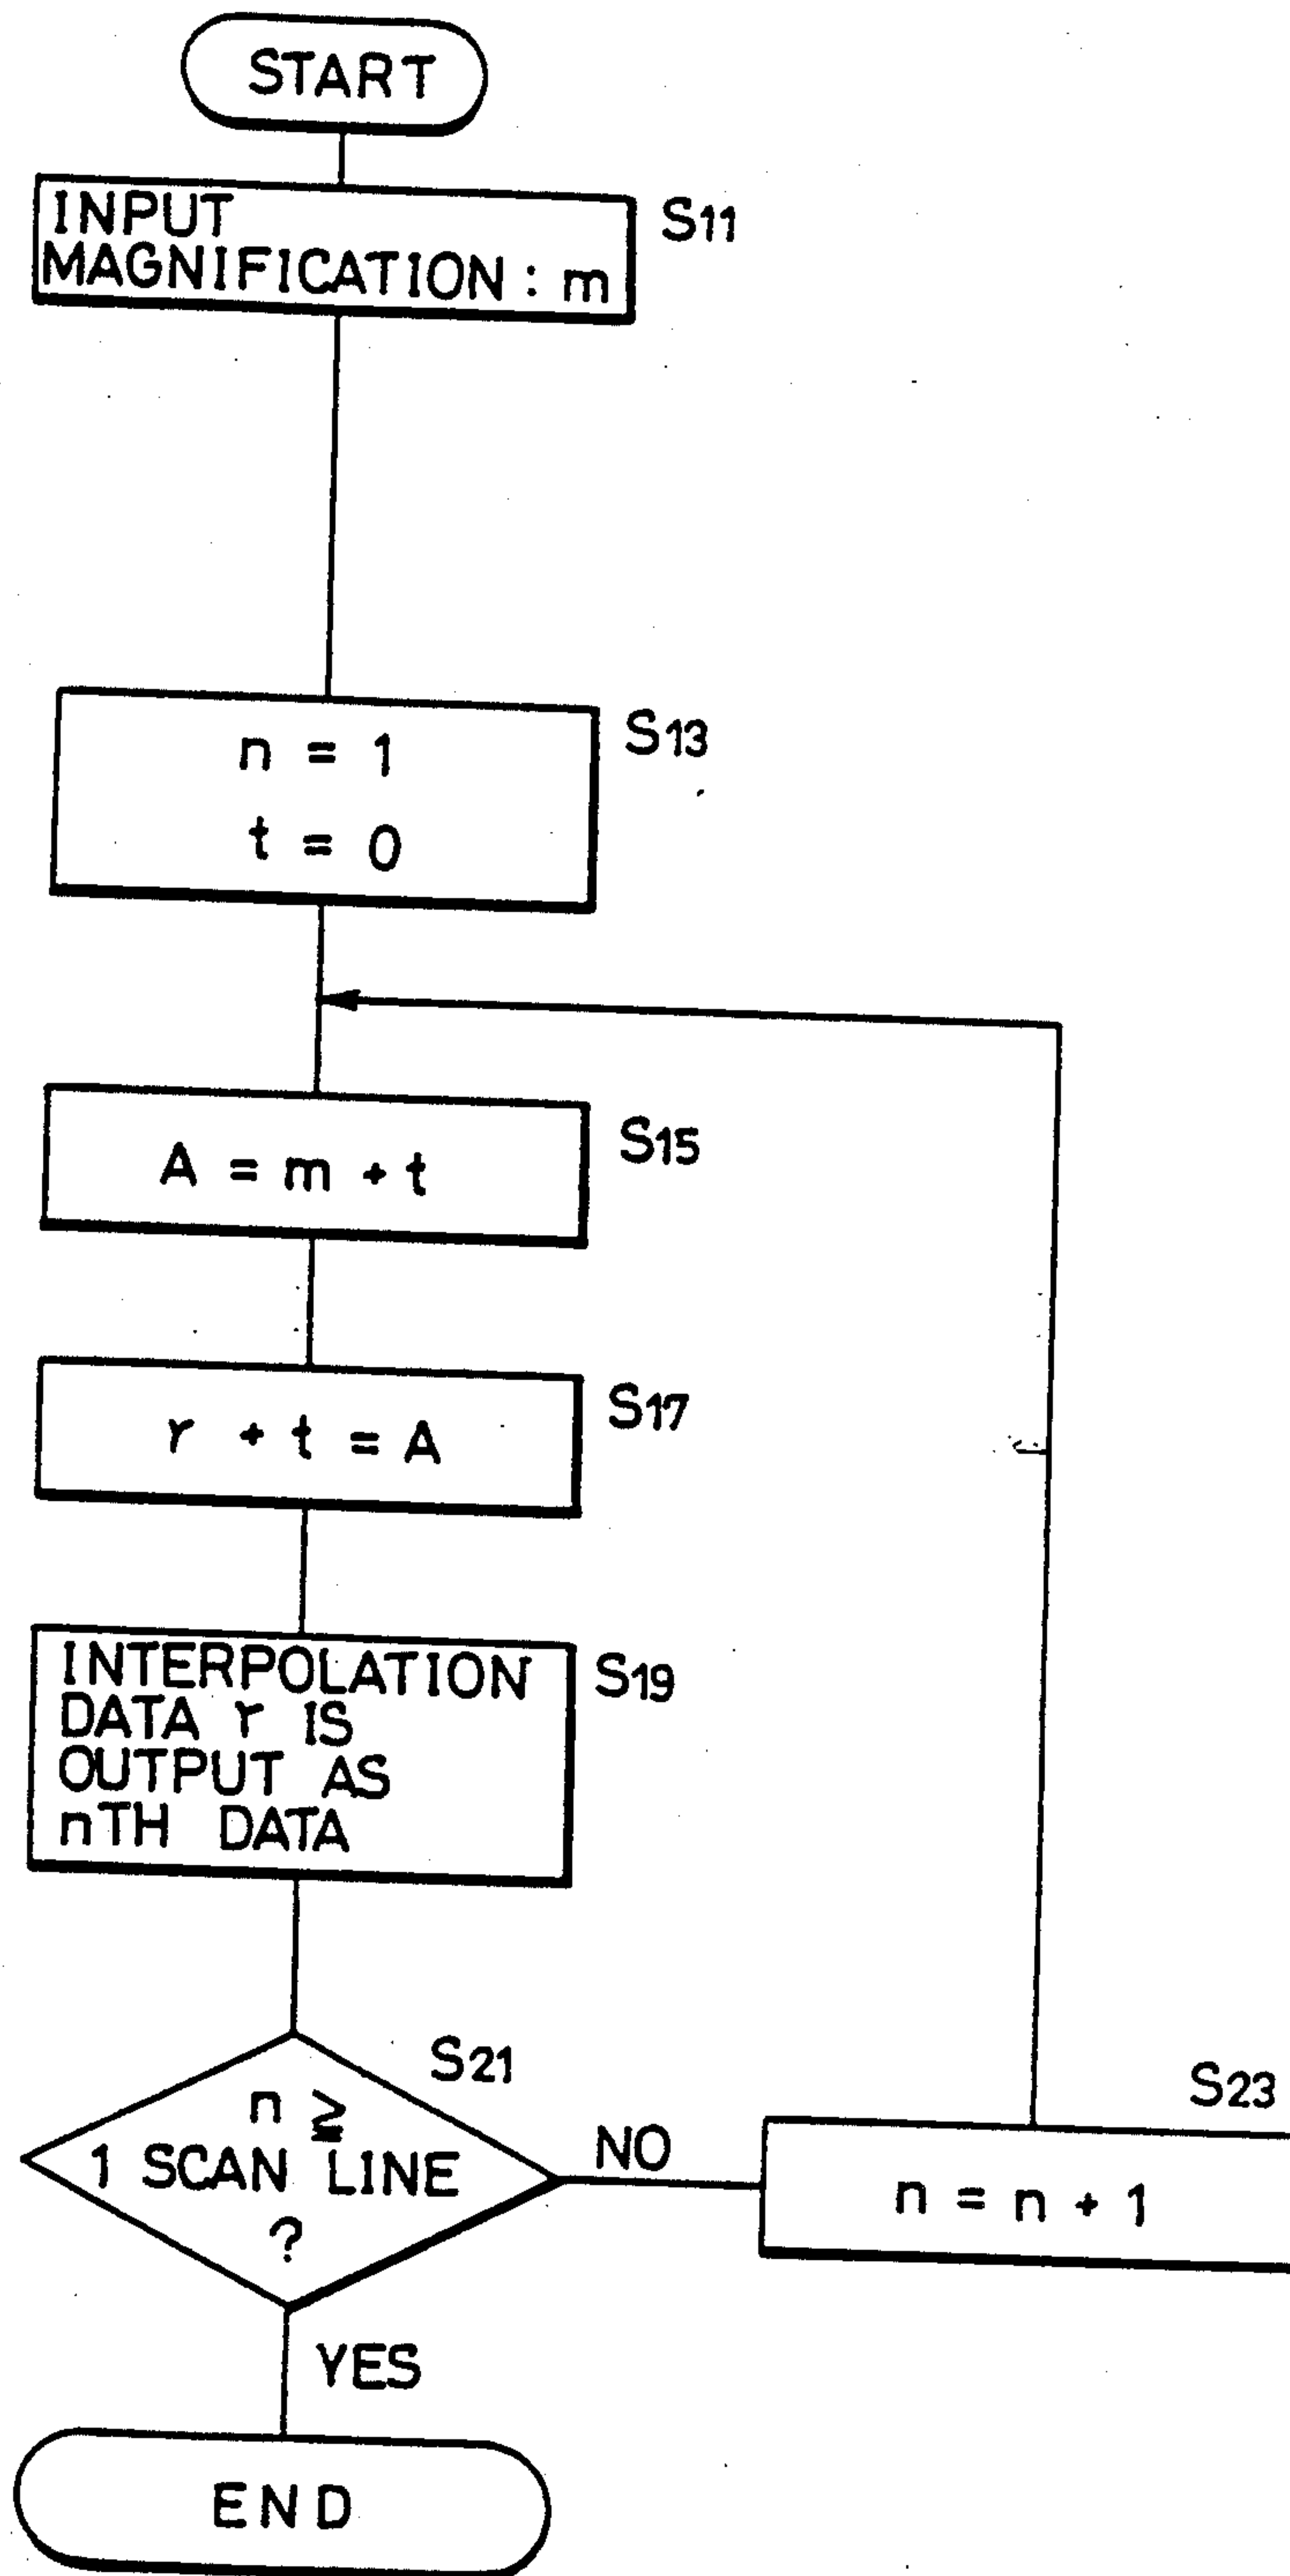 START
INPUT
MAGNIFICATION : m
S11
n = 1
t = 0
S13
A = m + t
S15
r + t = A
S17
INTERPOLATION
DATA r IS
OUTPUT AS
nTH DATA
S19
S21
n ≧
1 SCAN LINE
?
NO
S23
n = n + 1
YES
END